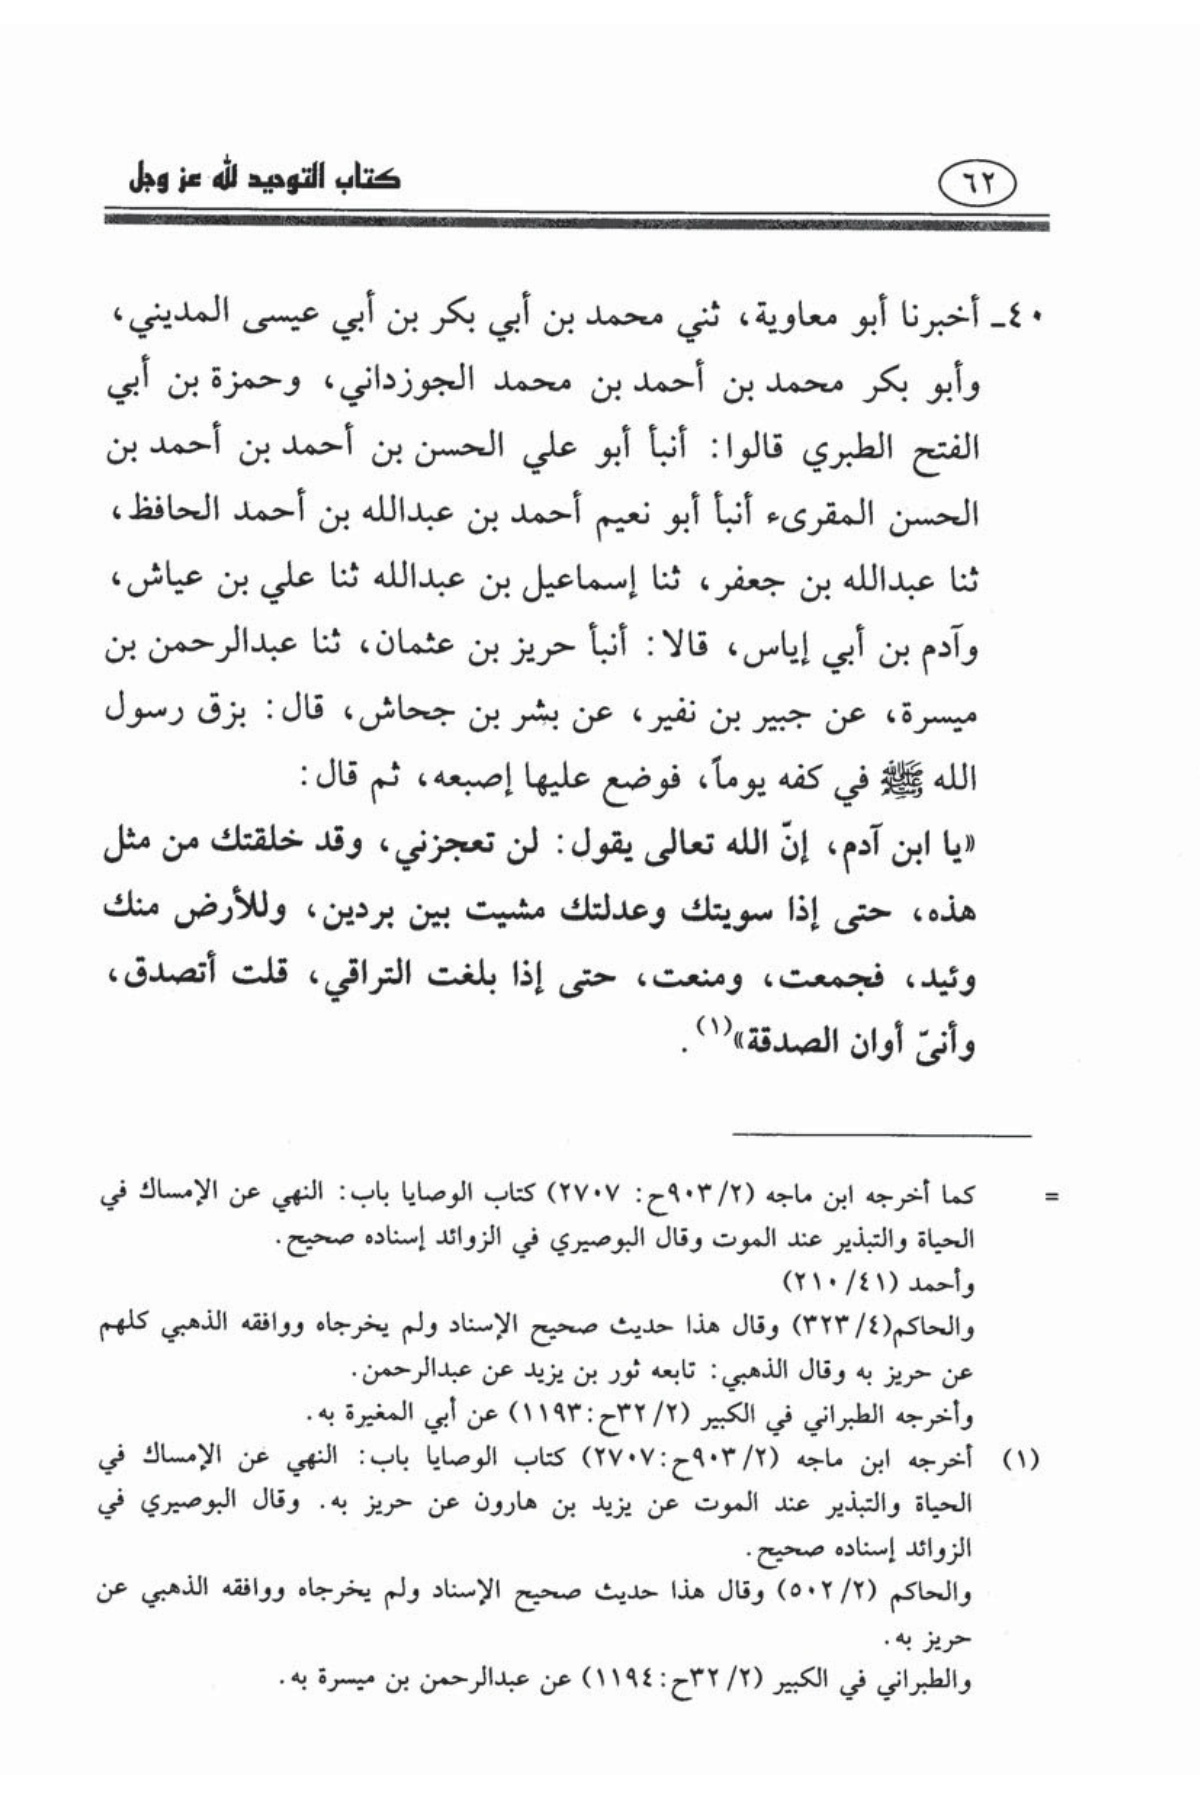 ٦٢
كتاب التوحيد لله عز وجل
٤٠ـ أخبرنا أبو معاوية، ثني محمد بن أبي بكر بن أبي عيسى المديني،
وأبو بكر محمد بن أحمد بن محمد الجوزداني، وحمزة بن أبي
الفتح الطبري قالوا: أنبأ أبو علي الحسن بن أحمد بن أحمد بن
الحسن المقرىء أنبأ أبو نعيم أحمد بن عبدالله بن أحمد الحافظ،
ثنا عبدالله بن جعفر، ثنا إسماعيل بن عبدالله ثنا علي بن عياش،
وآدم بن أبي إياس، قالا: أنبأ حريز بن عثمان، ثنا عبدالرحمن بن
ميسرة، عن جبير بن نفير، عن بشر بن جحاش، قال: بزق رسول
الله ﷺ في كفه يوماً، فوضع عليها إصبعه، ثم قال:
«يا ابن آدم، إنّ الله تعالى يقول: لن تعجزني، وقد خلقتك من مثل
هذه، حتى إذا سويتك وعدلتك مشيت بين بردين، وللأرض منك
وئيد، فجمعت، ومنعت، حتى إذا بلغت التراقي، قلت أتصدق،
وأنىّ أوان الصدقة»(١).
= كما أخرجه ابن ماجه (٢/ ٩٠٣ح: ٢٧٠٧) كتاب الوصايا باب: النهي عن الإمساك في
الحياة والتبذير عند الموت وقال البوصيري في الزوائد إسناده صحيح.
وأحمد (٤١/ ٢١٠)
والحاكم(٤/ ٣٢٣) وقال هذا حديث صحيح الإسناد ولم يخرجاه ووافقه الذهبي كلهم
عن حريز به وقال الذهبي: تابعه ثور بن يزيد عن عبدالرحمن.
وأخرجه الطبراني في الكبير (٢/ ٣٢ح:١١٩٣) عن أبي المغيرة به.
(١) أخرجه ابن ماجه (٢/ ٩٠٣ح:٢٧٠٧) كتاب الوصايا باب: النهي عن الإمساك في
الحياة والتبذير عند الموت عن يزيد بن هارون عن حريز به. وقال البوصيري في
الزوائد إسناده صحيح.
والحاكم (٢/ ٥٠٢) وقال هذا حديث صحيح الإسناد ولم يخرجاه ووافقه الذهبي عن
حريز به.
والطبراني في الكبير (٢/ ٣٢ح:١١٩٤) عن عبدالرحمن بن ميسرة به.